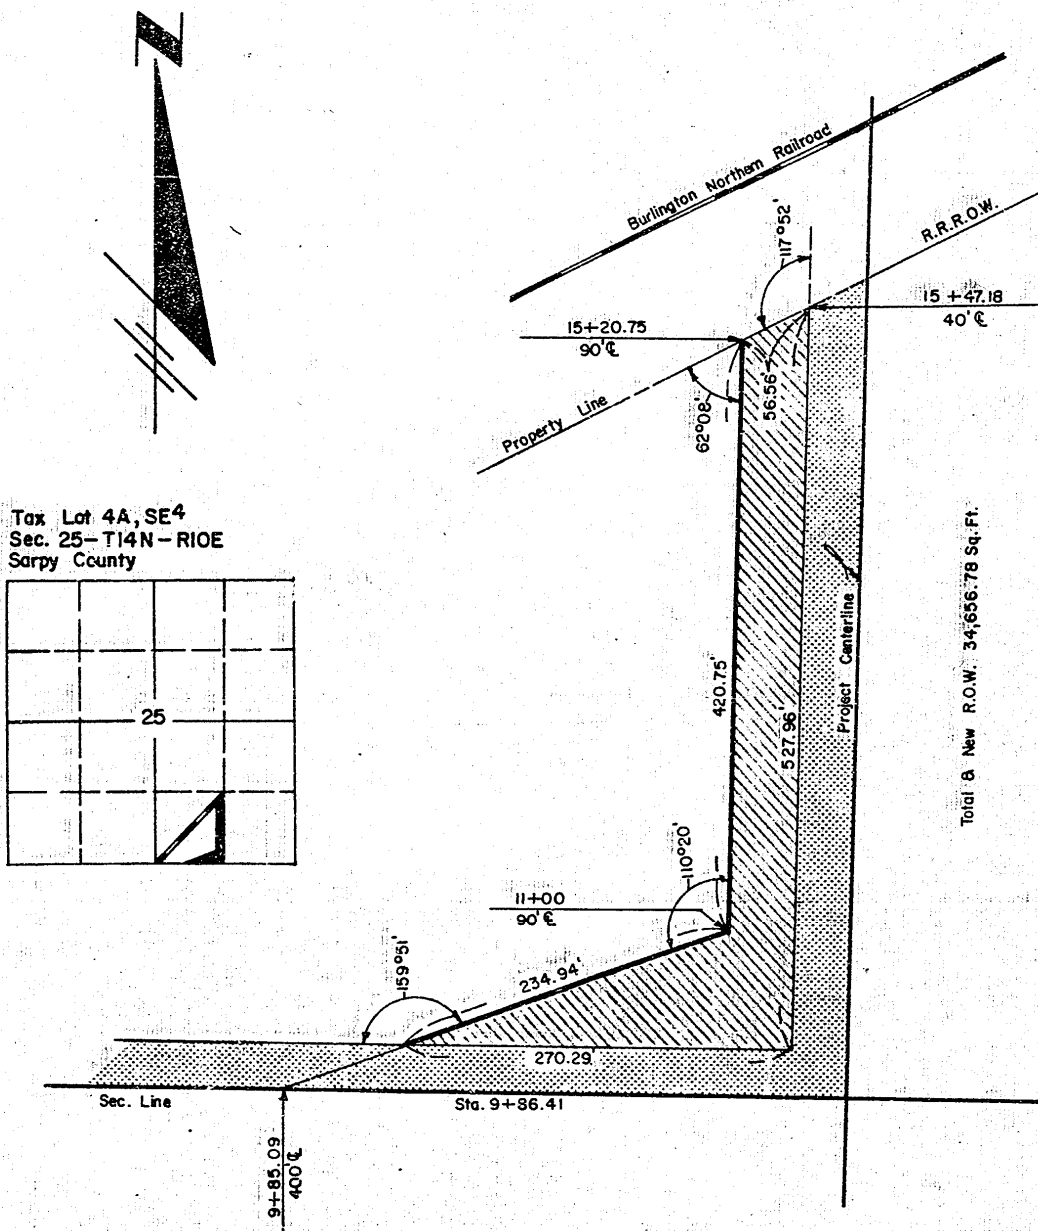 N
Burlington Northern Railroad
117°52'
R.R.R.O.W.
15+20.75
90' ℄
15+47.18
40' ℄
56.56'
62°08'
Property Line
Tax Lot 4A, SE4
Sec. 25-T14N-R10E
Sarpy County
25
420.75'
527.96'
Project Centerline
Total & New R.O.W. 34,656.78 Sq. Ft.
110°20'
11+00
90' ℄
159°51'
234.94'
270.29'
Sec. Line
Sta. 9+86.41
9+85.09
400' ℄